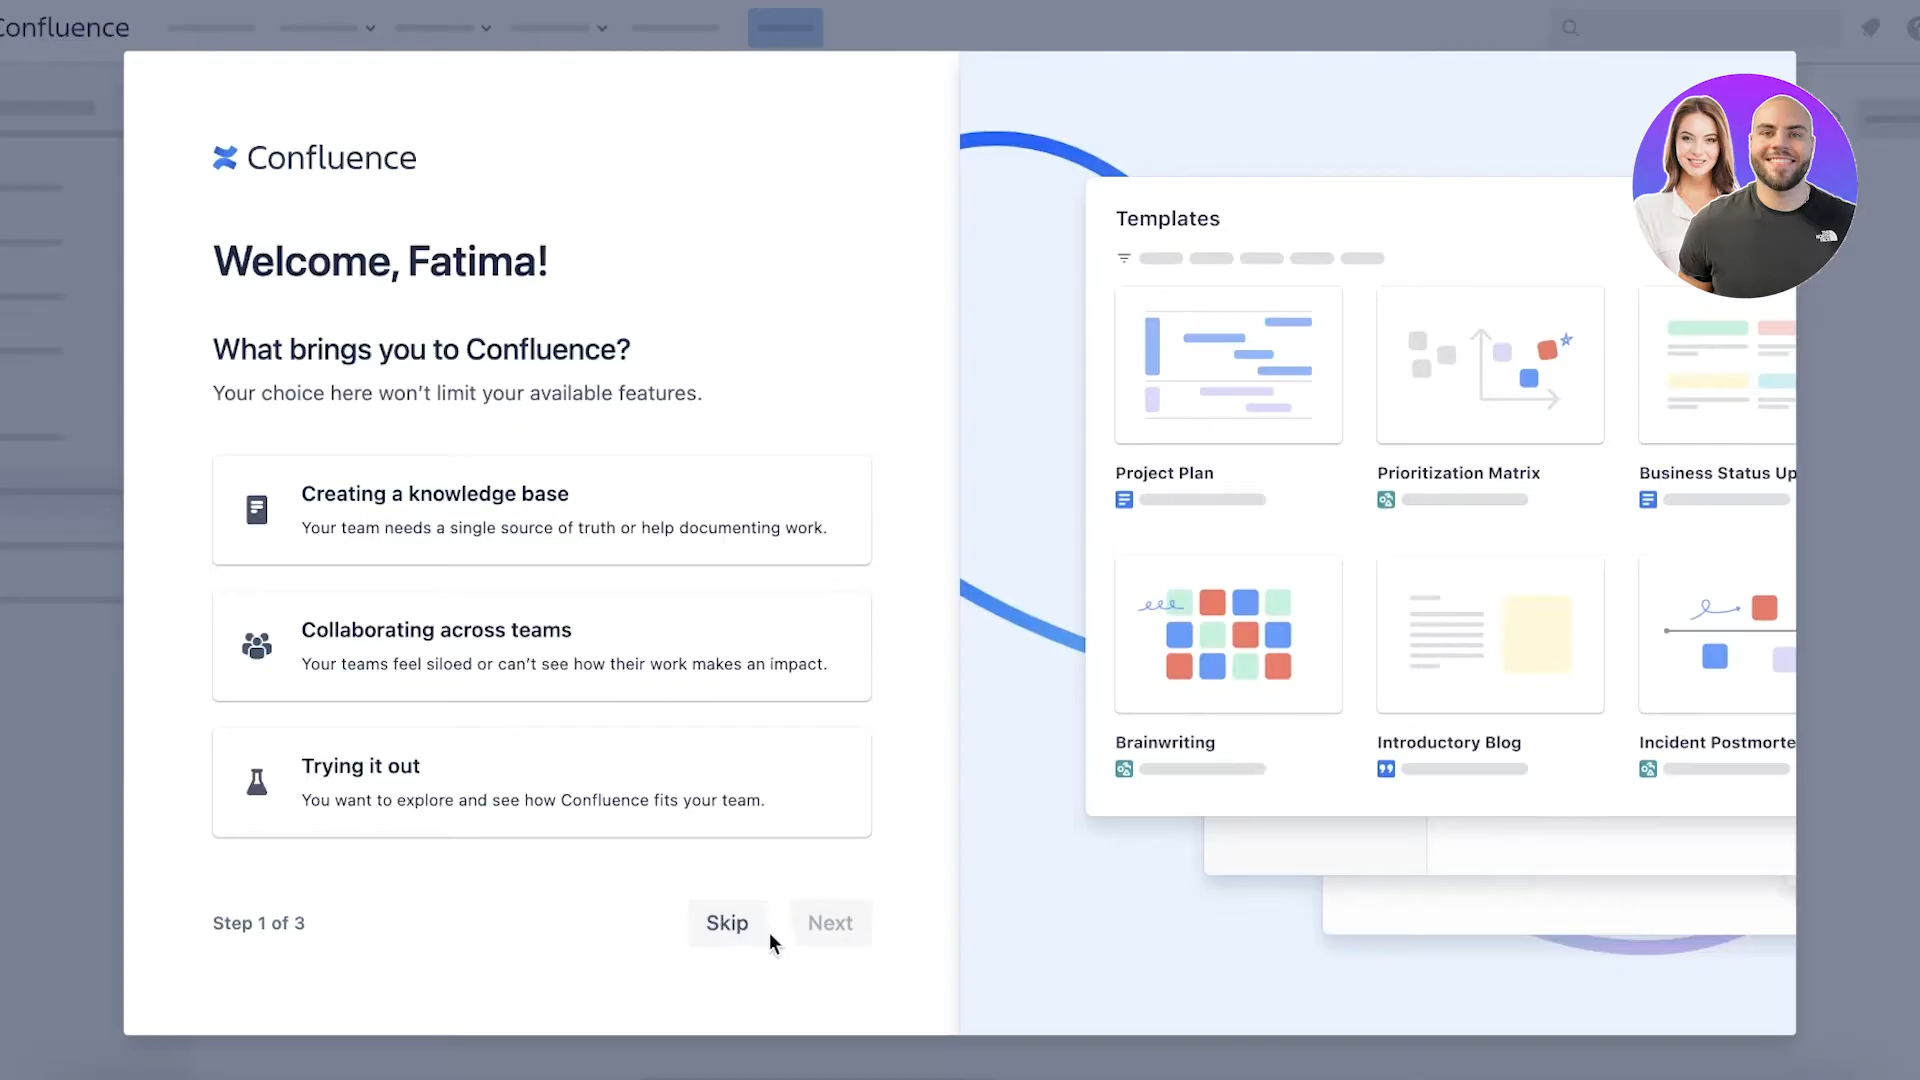 Confluence
Confluence
Welcome, Fatima!
What brings you to Confluence?
Your choice here won't limit your available features.
Creating a knowledge base
Your team needs a single source of truth or help documenting work.
Collaborating across teams
Your teams feel siloed or can't see how their work makes an impact.
Trying it out
You want to explore and see how Confluence fits your team.
Step 1 of 3
Skip
Next
Templates
Project Plan
Prioritization Matrix
Business Status Up
Brainwriting
Introductory Blog
Incident Postmorte